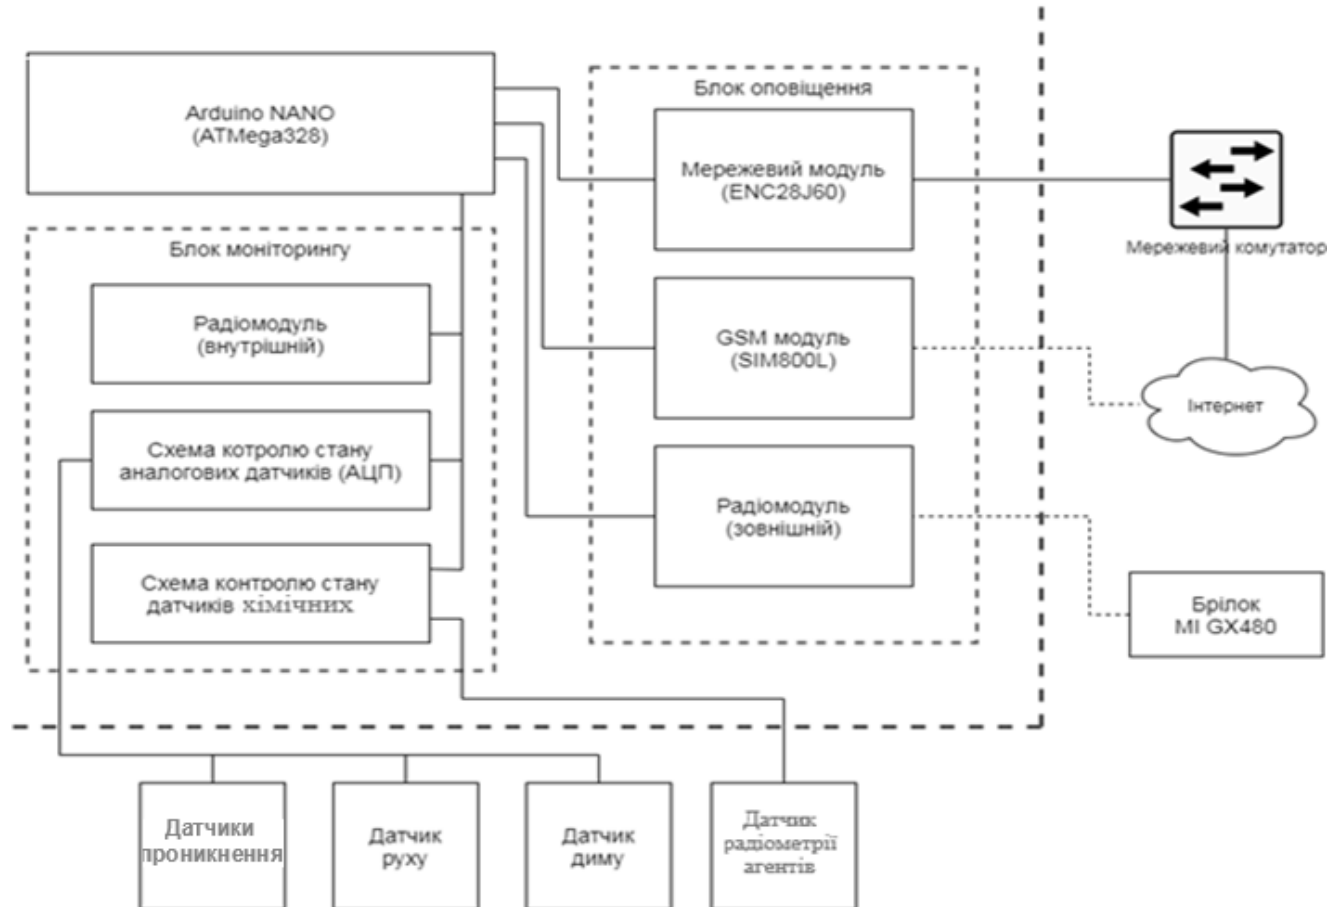 Arduino NANO
(ATMega328)
Блок моніторингу
Радіомодуль
(внутрішній)
Схема котролю стану
аналогових датчиків (АЦП)
Схема контролю стану
датчиків хімічних
Блок оповіщення
Мережевий модуль
(ENC28J60)
GSM модуль
(SIM800L)
Радіомодуль
(зовнішній)
Мережевий комутатор
Інтернет
Брілок
MI GX480
Датчики
проникнення
Датчик
руху
Датчик
диму
Датчик
радіометрії
агентів